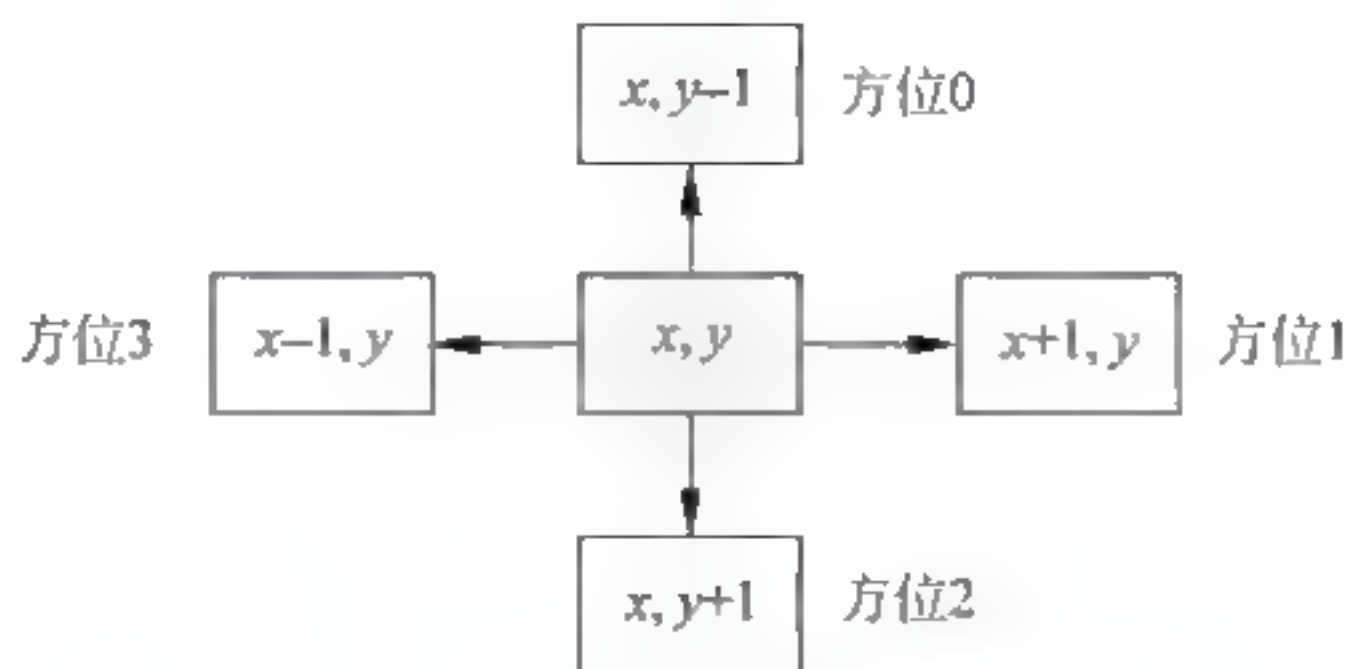 x, y–1 方位0
方位3 x–1, y x, y x+1, y 方位1
x, y+1 方位2